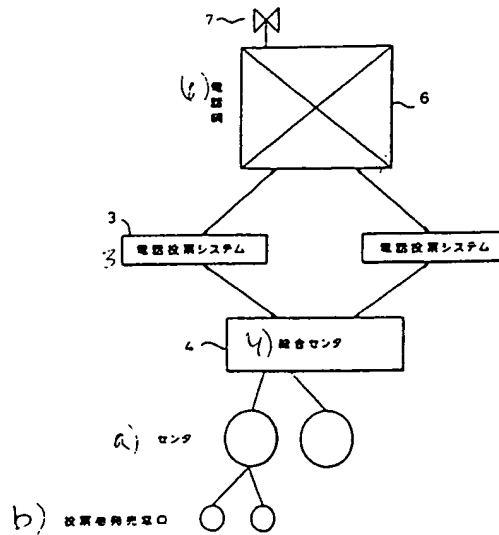 7
(6) 電話網
6
3
3 電話投票システム
電話投票システム
4
4) 総合センタ
a) センタ
b) 投票券発売窓口